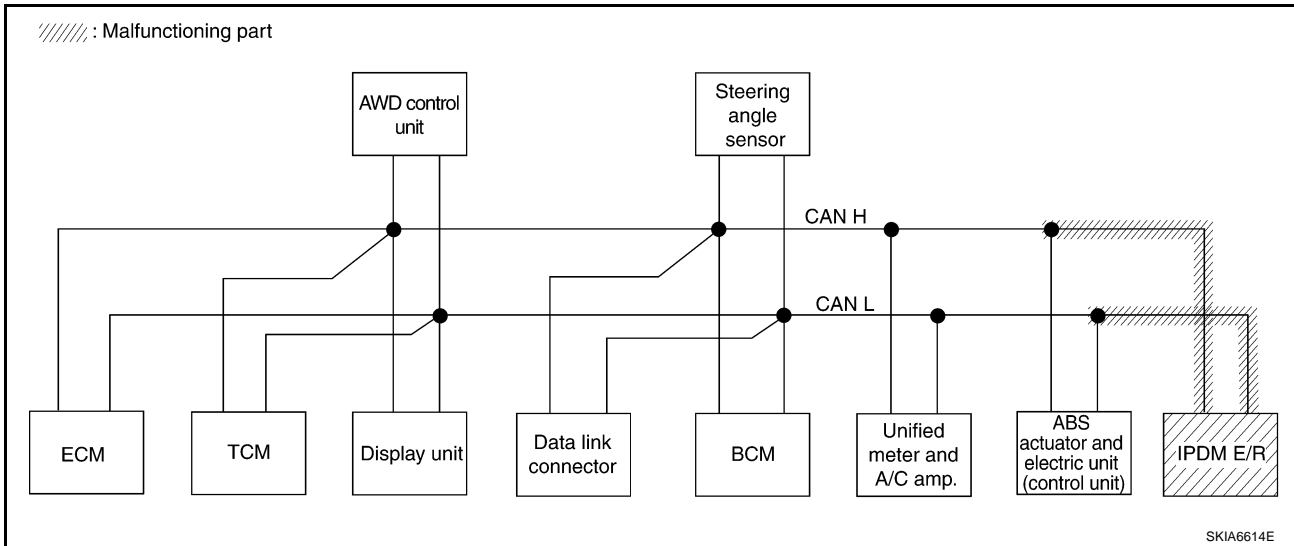 : Malfunctioning part
AWD control
unit
Steering
angle
sensor
CAN H
CAN L
ECM
TCM
Display unit
Data link
connector
BCM
Unified
meter and
A/C amp.
ABS
actuator and
electric unit
(control unit)
IPDM E/R
SKIA6614E